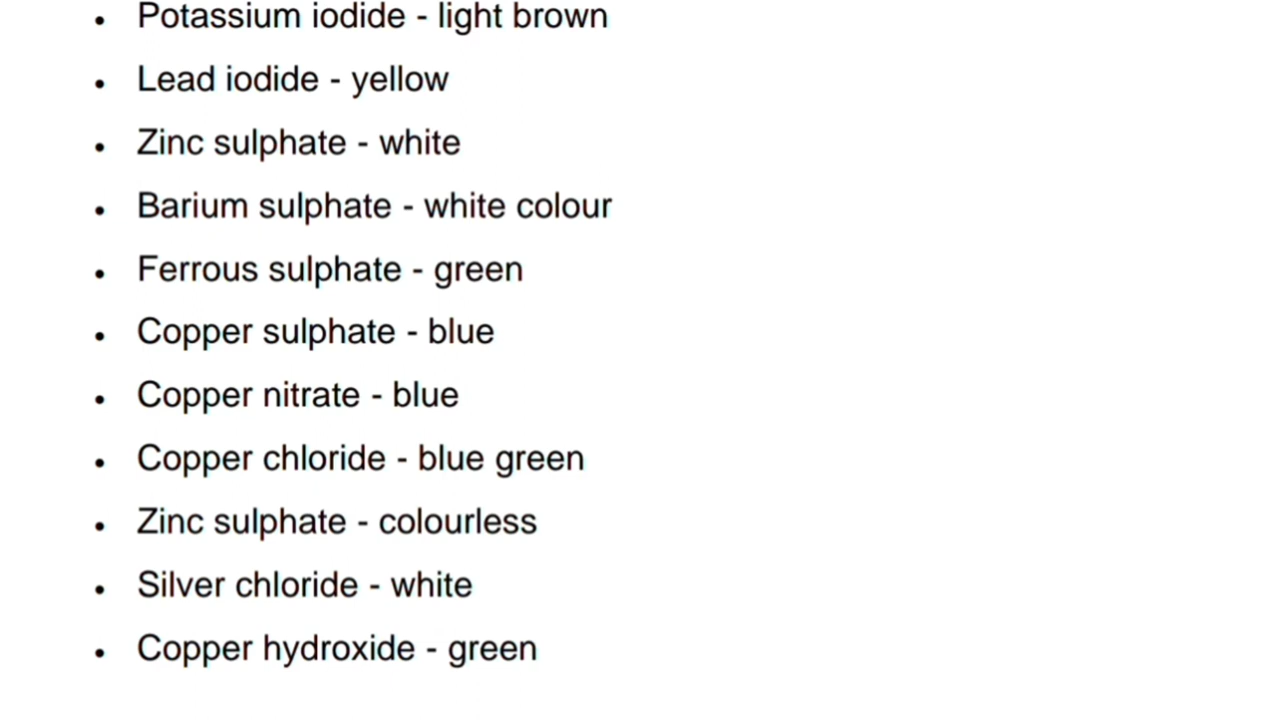 • Potassium iodide - light brown
• Lead iodide - yellow
• Zinc sulphate - white
• Barium sulphate - white colour
• Ferrous sulphate - green
• Copper sulphate - blue
• Copper nitrate - blue
• Copper chloride - blue green
• Zinc sulphate - colourless
• Silver chloride - white
• Copper hydroxide - green